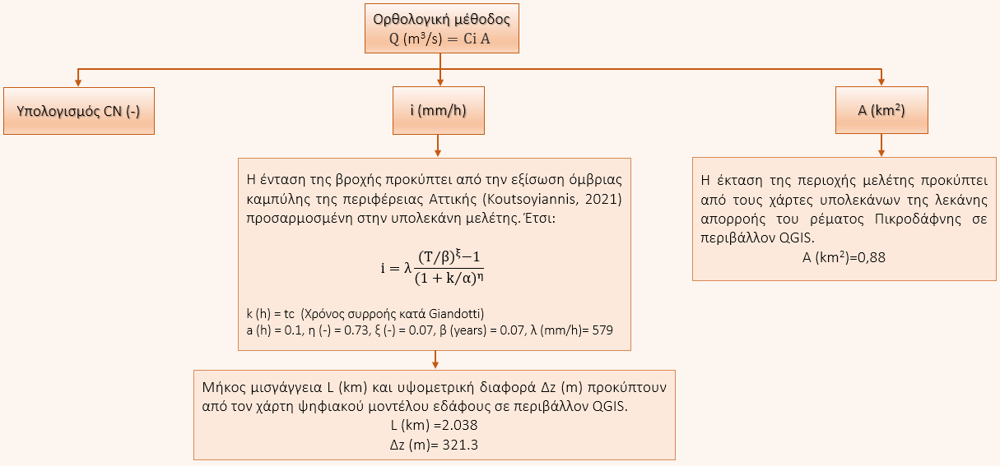 Ορθολογική μέθοδος
Q (m³/s) = Ci A
Υπολογισμός CN (-)
i (mm/h)
A (km²)
Η ένταση της βροχής προκύπτει από την εξίσωση όμβριας
καμπύλης της περιφέρειας Αττικής (Koutsoyiannis, 2021)
προσαρμοσμένη στην υπολεκάνη μελέτης. Έτσι:
i = λ (T/β)^ξ−1 / (1 + k/α)^η
k (h) = tc (Χρόνος συρροής κατά Giandotti)
a (h) = 0.1, η (-) = 0.73, ξ (-) = 0.07, β (years) = 0.07, λ (mm/h)= 579
Μήκος μισγάγγεια L (km) και υψομετρική διαφορά Δz (m) προκύπτουν
από τον χάρτη ψηφιακού μοντέλου εδάφους σε περιβάλλον QGIS.
L (km) =2.038
Δz (m)= 321.3
Η έκταση της περιοχής μελέτης προκύπτει
από τους χάρτες υπολεκάνων της λεκάνης
απορροής του ρέματος Πικροδάφνης σε
περιβάλλον QGIS.
A (km²)=0,88